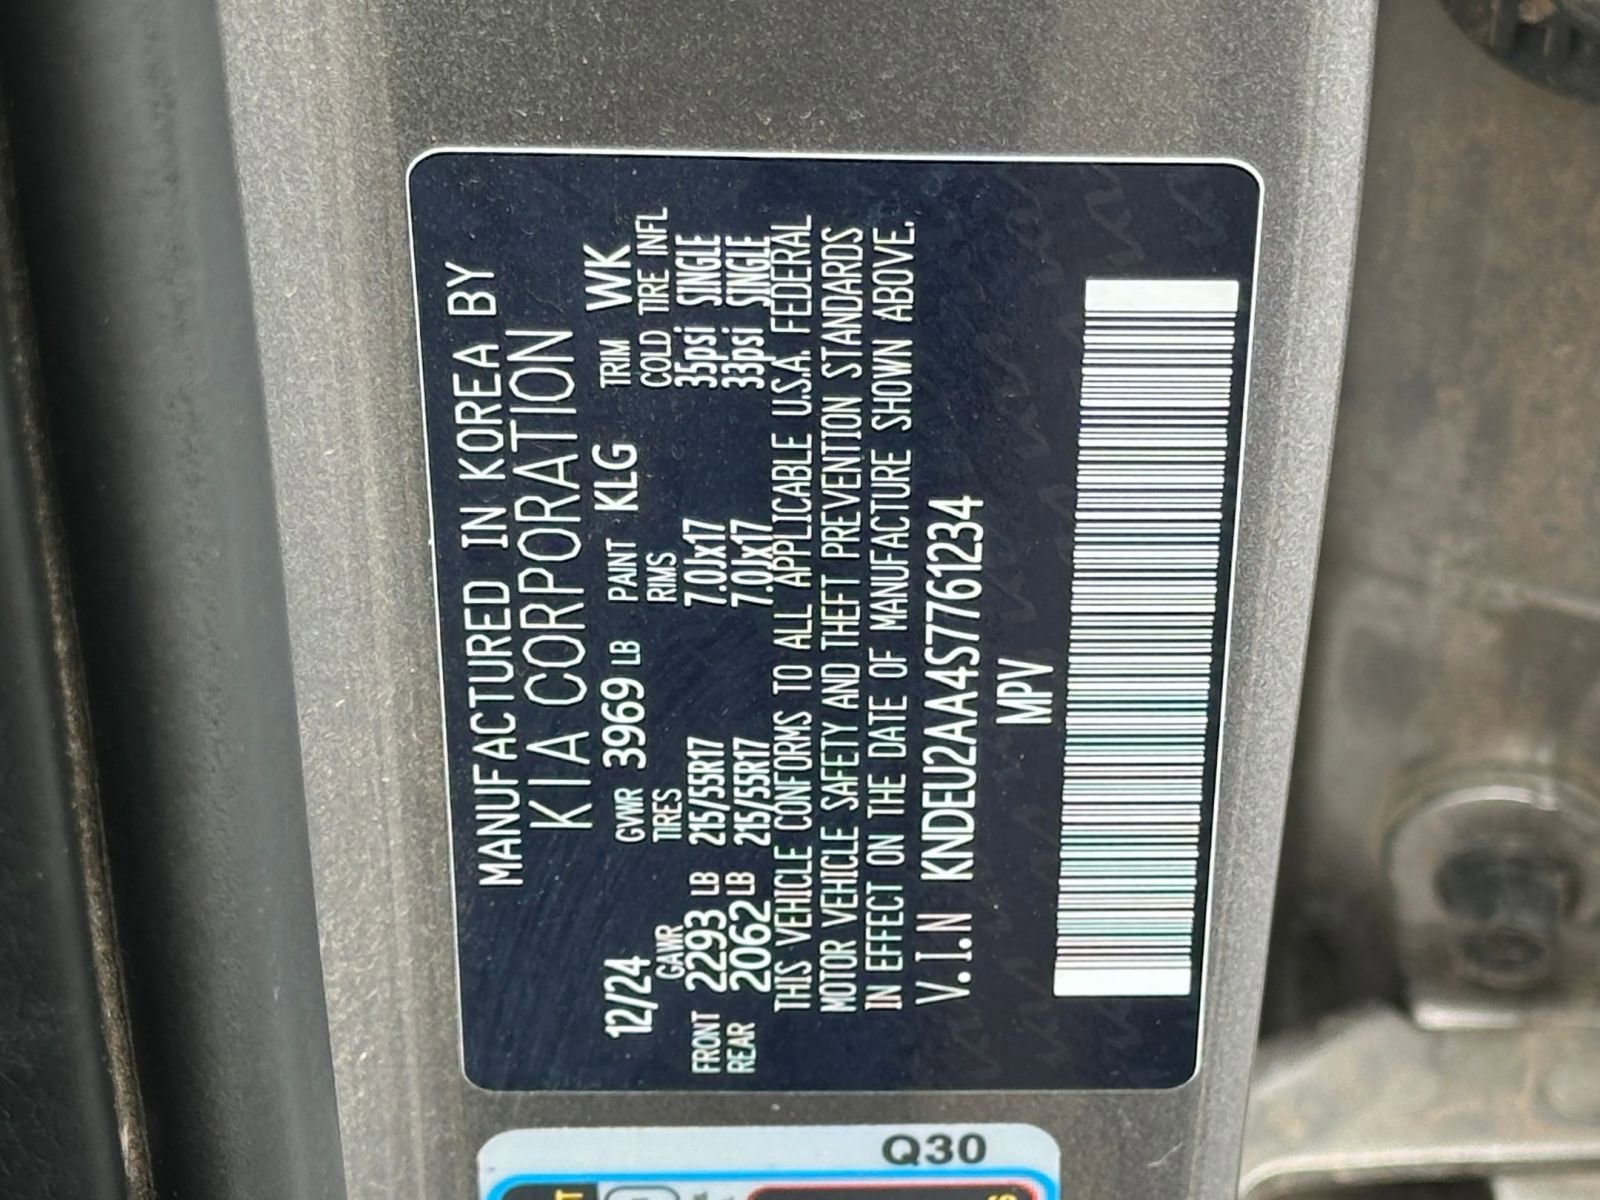 MANUFACTURED IN KOREA BY
KIA CORPORATION
12/24 GVWR 3969 LB PAINT KLG TRIM WK
GAWR TIRES RIMS COLD TIRE INFL
FRONT 2293 LB 215/55R17 7.0Jx17 35psi SINGLE
REAR 2062 LB 215/55R17 7.0Jx17 33psi SINGLE
THIS VEHICLE CONFORMS TO ALL APPLICABLE U.S.A. FEDERAL
MOTOR VEHICLE SAFETY AND THEFT PREVENTION STANDARDS
IN EFFECT ON THE DATE OF MANUFACTURE SHOWN ABOVE.
V.I.N KNDEU2AA4S7761234
MPV
Q30